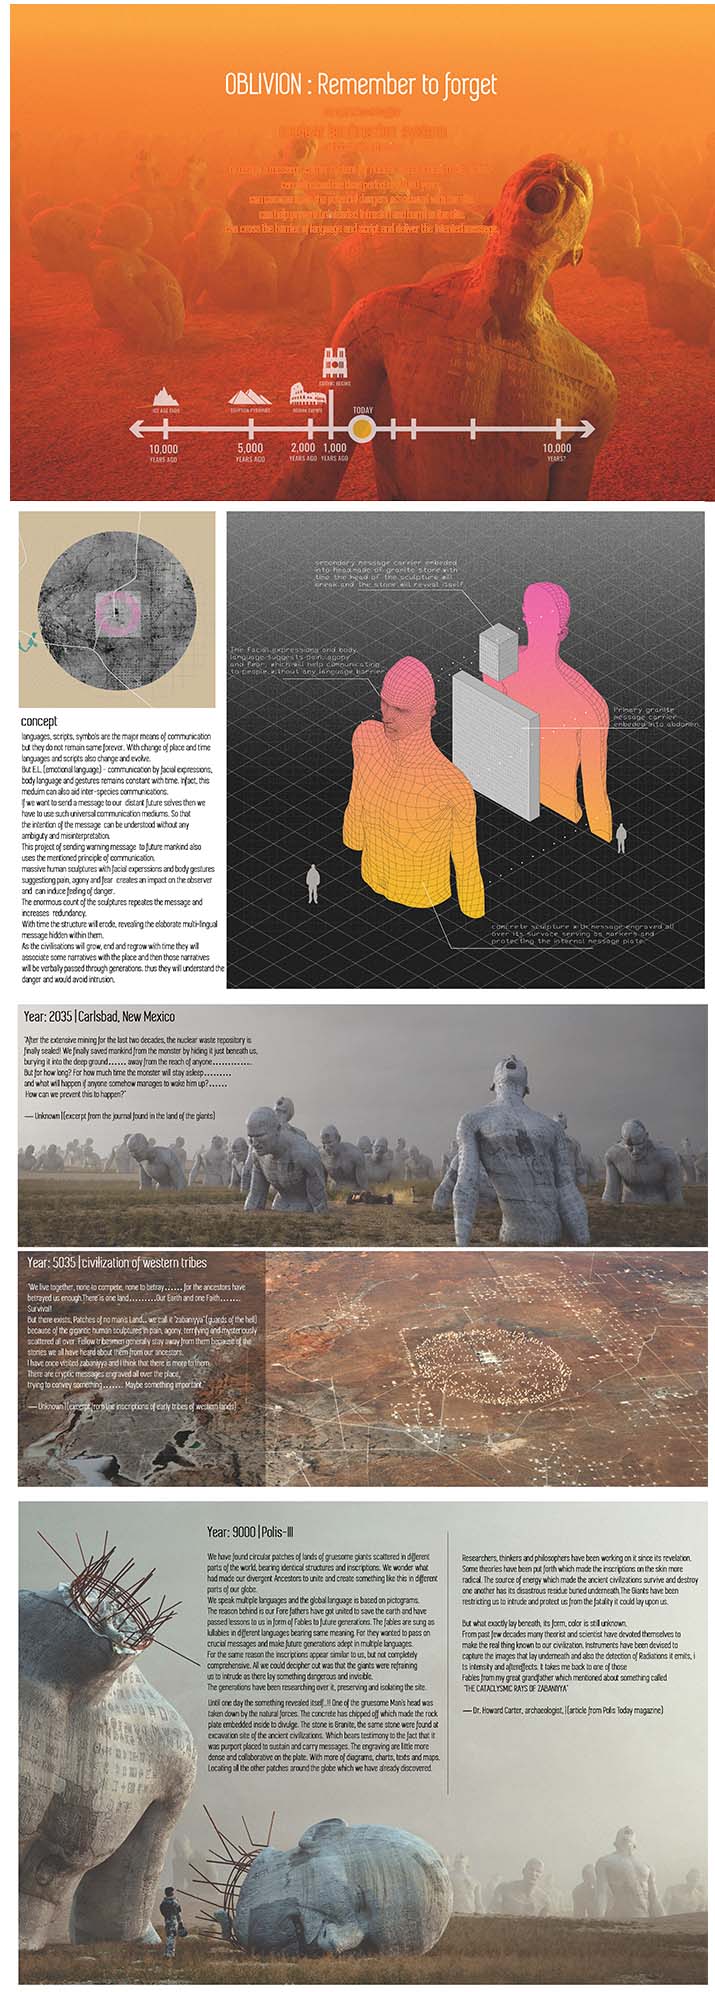 OBLIVION : Remember to forget
can cross the barrier of language and script and deliver the intented message.
GOTHIC BEGINS
ICE AGE ENDS
EGYPTION PYRAMIDS
ROMAN EMPIRE
TODAY
10,000
YEARS AGO
5,000
YEARS AGO
2,000
YEARS AGO
1,000
YEARS AGO
10,000
YEARS?
secondary message carrier embeded
into head,made of granite stone.with
time the head of the sculpture will
break and the stone will reveal itself
The facial expressions and body
language suggests pain, agony
and fear, which will help communicating
to people without any language barrier
Primary granite
message carrier
embeded into abdomen
concrete sculpture with message engraved all
over its survace serving as markers and
protecting the internal message plate.
concept
languages, scripts, symbols are the major means of communication
but they do not remain same forever. With change of place and time
languages and scripts also change and evolve.
But E.L. (emotional language) - communication by facial expressions,
body language and gestures remains constant with time. Infact, this
meduim can also aid inter-species communications.
If we want to send a message to our distant future selves then we
have to use such universal communication mediums. So that
the intention of the message can be understood without any
ambiguty and misinterpretation.
This project of sending warning message to future mankind also
uses the mentioned principle of communication.
massive human sculptures with facial experssions and body gestures
suggestiong pain, agony and fear creates an impact on the observer
and can induce feeling of danger.
The enormous count of the sculptures repeates the message and
increases redundancy.
With time the structure will erode, revealing the elaborate multi-lingual
message hidden within them.
As the civilisations will grow, end and regrow with time they will
associate some narratives with the place and then those narratives
will be verbally passed through generations. thus they will understand the
danger and would avoid intrusion.
Year: 2035 | Carlsbad, New Mexico
"After the extensive mining for the last two decades, the nuclear waste repository is
finally sealed! We finally saved mankind from the monster by hiding it just beneath us,
burying it into the deep ground...... away from the reach of anyone.............
But for how long? For how much time the monster will stay asleep.........
and what will happen if anyone somehow manages to wake him up?......
How can we prevent this to happen?"
— Unknown |(excerpt from the journal found in the land of the giants)
Year: 5035 | civilization of western tribes
"We live together, none to compete, none to betray...... for the ancestors have
betrayed us enough.There is one land.........Our Earth and one Faith.......
Survival!
But there exists, Patches of no man's Land... we call it "zabaniyya" (guards of the hell)
because of the gigantic human sculptures in pain, agony, terrifying and mysteriously
scattered all over. Fellow tribesmen generally stay away from them because of the
stories we all have heard about them from our ancestors.
I have once visited zabaniyya and I think that there is more to them.
There are cryptic messages engraved all over the place,
trying to convey something....... Maybe something important."
— Unknown |(excerpt from the inscriptions of early tribes of western lands)
Year: 9000 | Polis-III
We have found circular patches of lands of gruesome giants scattered in different
parts of the world, bearing identical structures and inscriptions. We wonder what
had made our divergent Ancestors to unite and create something like this in different
parts of our globe.
We speak multiple languages and the global language is based on pictograms.
The reason behind is our Fore fathers have got united to save the earth and have
passed lessons to us in form of Fables to future generations. The fables are sung as
lullabies in different languages bearing same meaning. For they wanted to pass on
crucial messages and make future generations adept in multiple languages.
For the same reason the inscriptions appear similar to us, but not completely
comprehensive. All we could decipher out was that the giants were refraining
us to intrude as there lay something dangerous and invisible.
The generations have been researching over it, preserving and isolating the site.
Until one day the something revealed itself..!! One of the gruesome Man's head was
taken down by the natural forces. The concrete has chipped off which made the rock
plate embedded inside to divulge. The stone is Granite, the same stone were found at
excavation site of the ancient civilizations. Which bears testimony to the fact that it
was purport placed to sustain and carry messages. The engraving are little more
dense and collaborative on the plate. With more of diagrams, charts, texts and maps.
Locating all the other patches around the globe which we have already discovered.
Researchers, thinkers and philosophers have been working on it since its revelation.
Some theories have been put forth which made the inscriptions on the skin more
radical. The source of energy which made the ancient civilizations survive and destroy
one another has its disastrous residue buried underneath.The Giants have been
restricting us to intrude and protect us from the fatality it could lay upon us.
But what exactly lay beneath, its form, color is still unknown.
From past few decades many theorist and scientist have devoted themselves to
make the real thing known to our civilization. Instruments have been devised to
capture the images that lay underneath and also the detection of Radiations it emits, i
ts intensity and aftereffects. It takes me back to one of those
Fables from my great grandfather which mentioned about something called
"THE CATACLYSMIC RAYS OF ZABANIYYA"
— Dr. Howard Carter, archaeologist, |(article from Polis Today magazine)